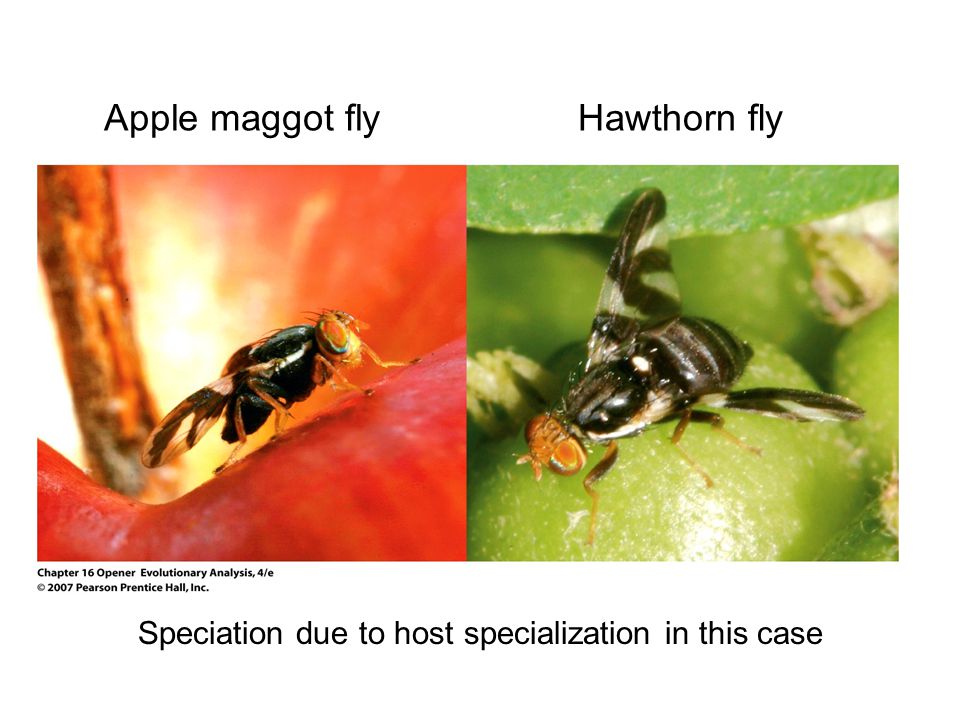 Apple maggot fly Hawthorn fly
Chapter 16 Opener Evolutionary Analysis, 4/e
© 2007 Pearson Prentice Hall, Inc.
Speciation due to host specialization in this case